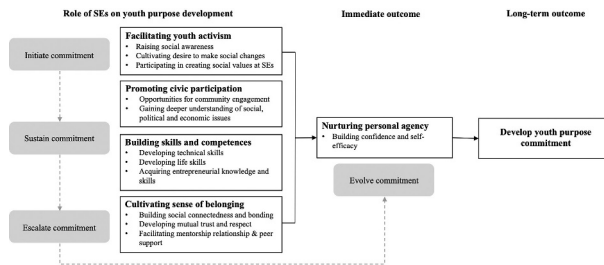 Role of SEs on youth purpose development
Immediate outcome
Long-term outcome
Initiate commitment
Sustain commitment
Escalate commitment
Facilitating youth activism
• Raising social awareness
• Cultivating desire to make social changes
• Participating in creating social values at SEs
Promoting civic participation
• Opportunities for community engagement
• Gaining deeper understanding of social,
political and economic issues
Building skills and competences
• Developing technical skills
• Developing life skills
• Acquiring entrepreneurial knowledge and
skills
Cultivating sense of belonging
• Building social connectedness and bonding
• Developing mutual trust and respect
• Facilitating mentorship relationship & peer
support
Nurturing personal agency
• Building confidence and self-
efficacy
Evolve commitment
Develop youth purpose
commitment